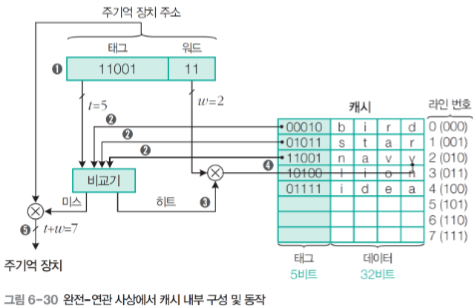 주기억 장치 주소
태그 워드
❶ 11001 11
t=5
w=2
❷
❷
❷
비교기
미스
히트
❸
❹
❺ t+w=7
주기억 장치
캐시 라인 번호
00010 b i r d 0 (000)
01011 s t a r 1 (001)
11001 n a v y 2 (010)
10100 l i o n 3 (011)
01111 i d e a 4 (100)
5 (101)
6 (110)
7 (111)
태그 데이터
5비트 32비트
그림 6-30 완전-연관 사상에서 캐시 내부 구성 및 동작